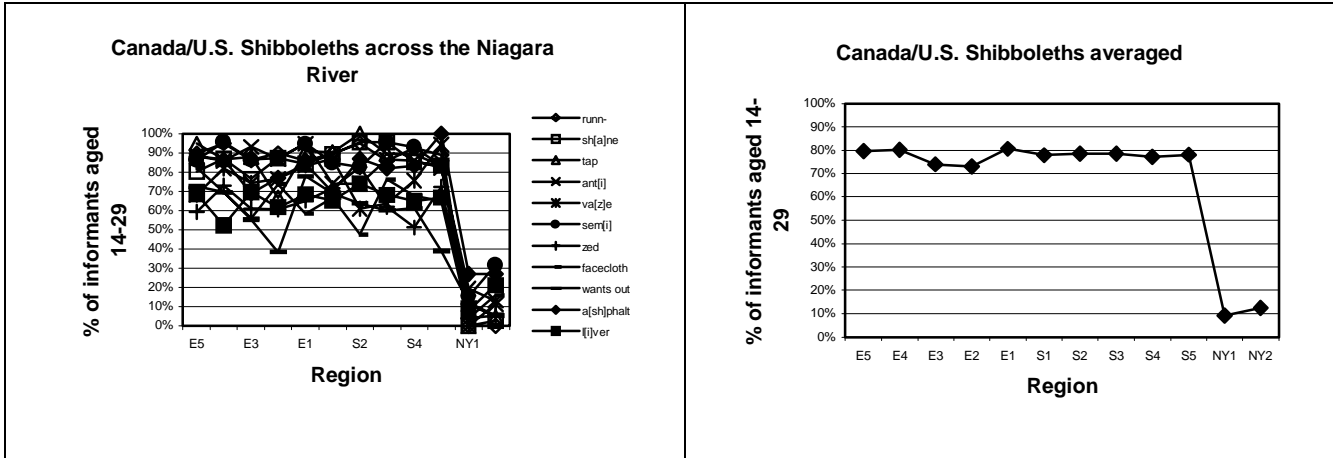 Canada/U.S. Shibboleths across the Niagara
River
% of informants aged
14-29
100%
90%
80%
70%
60%
50%
40%
30%
20%
10%
0%
E5 E3 E1 S2 S4 NY1
Region
runn-
sh[a]ne
tap
ant[i]
va[z]e
sem[i]
zed
facecloth
wants out
a[sh]phalt
l[i]ver
Canada/U.S. Shibboleths averaged
% of informants aged 14-
29
100%
90%
80%
70%
60%
50%
40%
30%
20%
10%
0%
E5 E4 E3 E2 E1 S1 S2 S3 S4 S5 NY1 NY2
Region